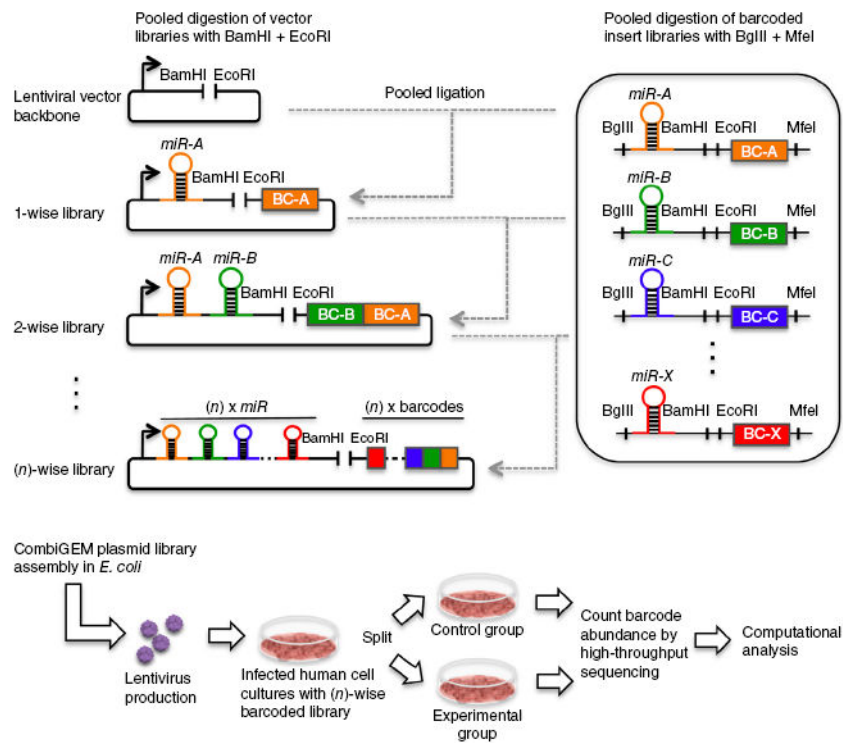 Pooled digestion of vector
libraries with BamHI + EcoRI
Pooled digestion of barcoded
insert libraries with BgIII + MfeI
Lentiviral vector
backbone
BamHI EcoRI
Pooled ligation
miR-A
BamHI EcoRI
BC-A
1-wise library
miR-A miR-B
BamHI EcoRI
BC-B BC-A
2-wise library
(n) x miR
(n) x barcodes
BamHI EcoRI
(n)-wise library
miR-A
BgIII BamHI EcoRI MfeI
BC-A
miR-B
BgIII BamHI EcoRI MfeI
BC-B
miR-C
BgIII BamHI EcoRI MfeI
BC-C
miR-X
BgIII BamHI EcoRI MfeI
BC-X
CombiGEM plasmid library
assembly in E. coli
Lentivirus
production
Infected human cell
cultures with (n)-wise
barcoded library
Split
Control group
Experimental
group
Count barcode
abundance by
high-throughput
sequencing
Computational
analysis